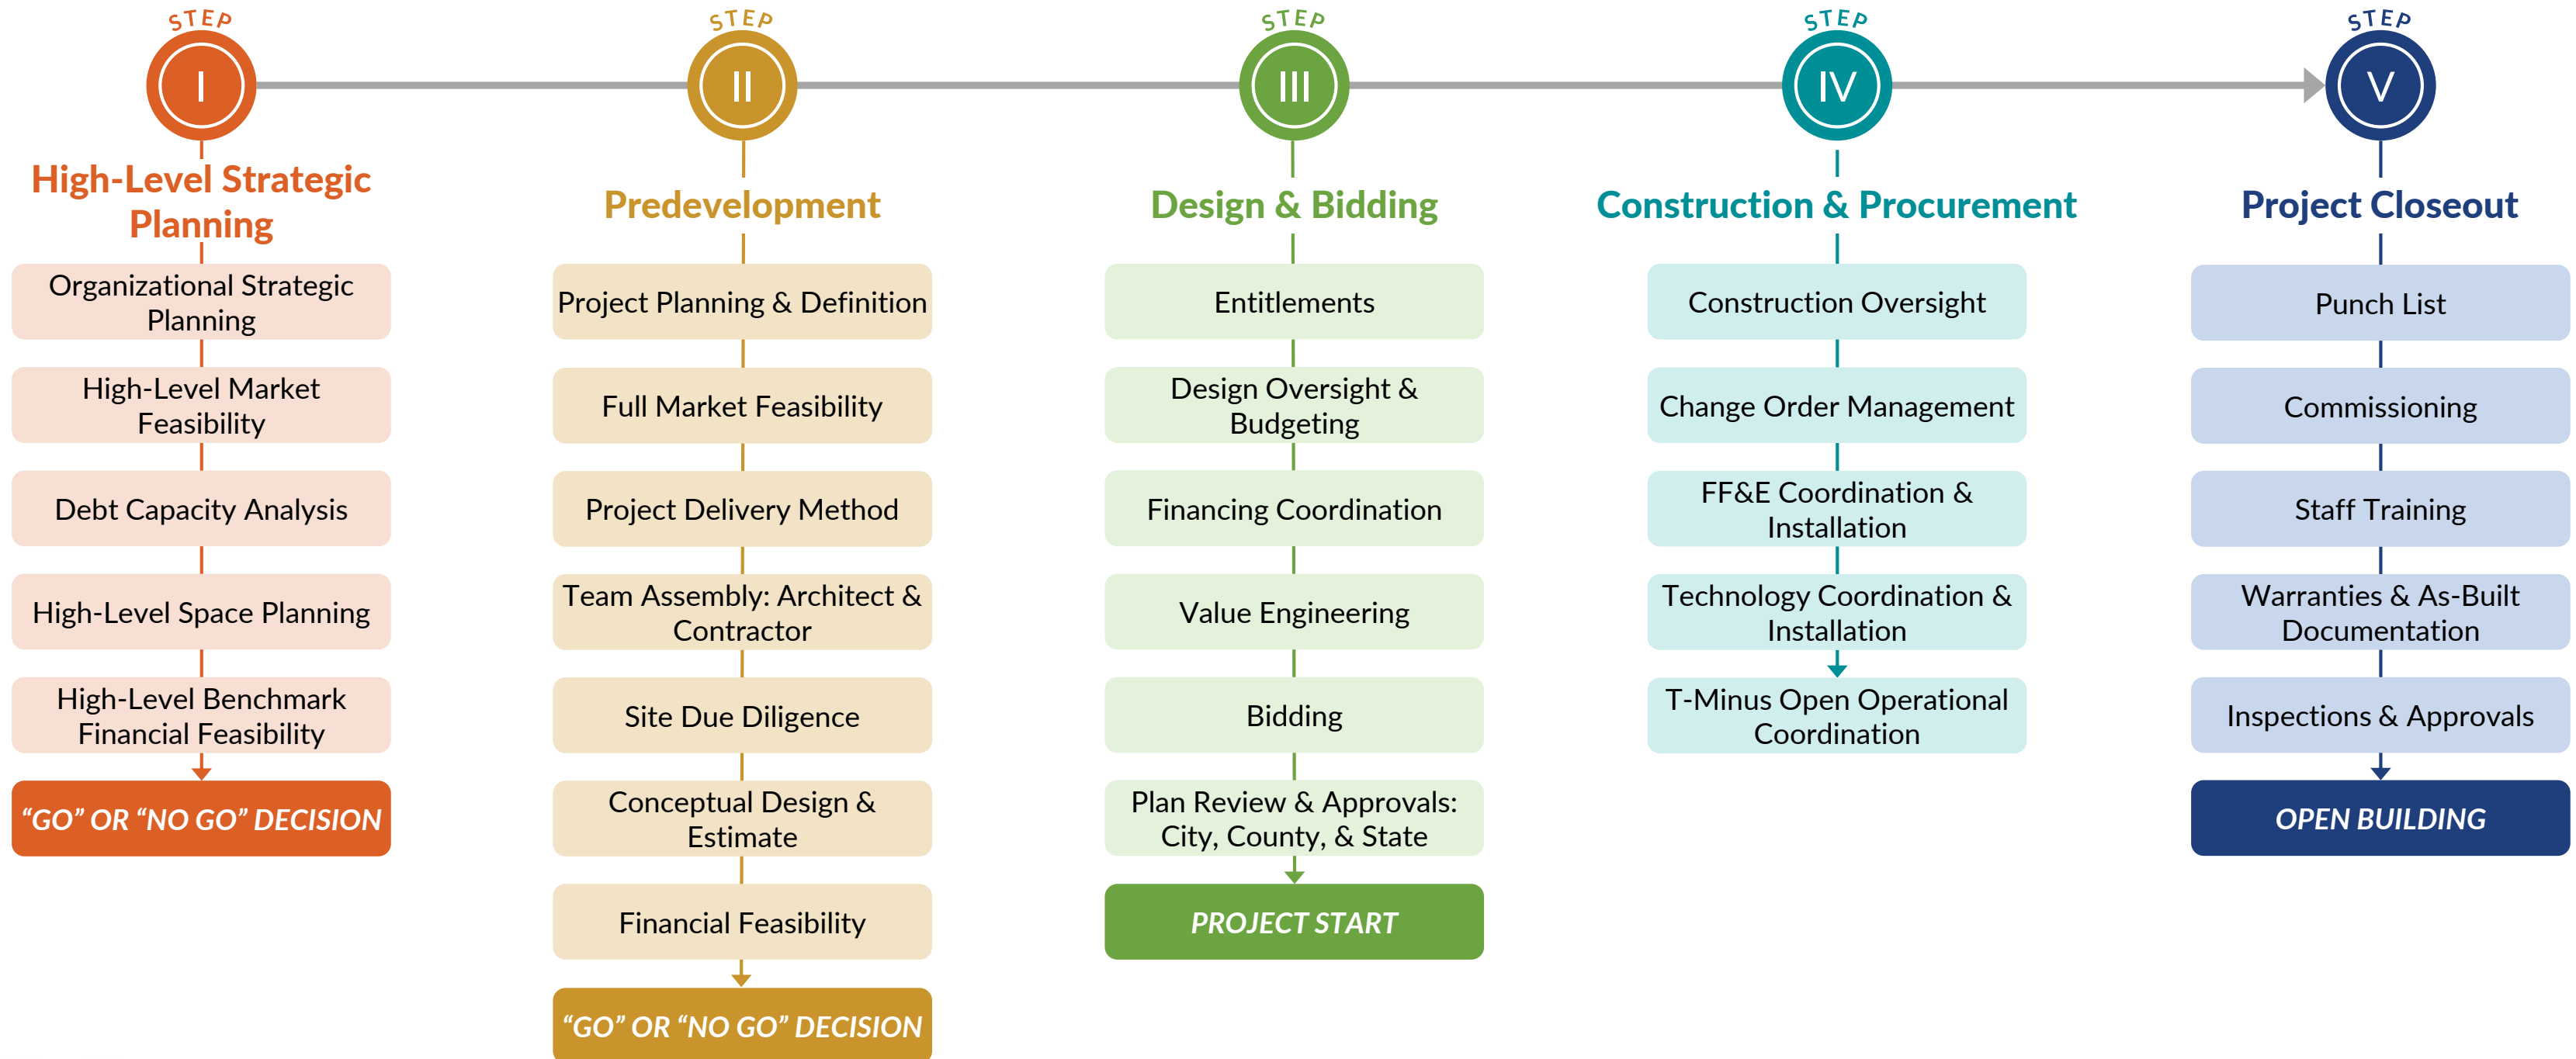 STEP
I
High-Level Strategic
Planning
Organizational Strategic
Planning
High-Level Market
Feasibility
Debt Capacity Analysis
High-Level Space Planning
High-Level Benchmark
Financial Feasibility
“GO” OR “NO GO” DECISION
STEP
II
Predevelopment
Project Planning & Definition
Full Market Feasibility
Project Delivery Method
Team Assembly: Architect &
Contractor
Site Due Diligence
Conceptual Design &
Estimate
Financial Feasibility
“GO” OR “NO GO” DECISION
STEP
III
Design & Bidding
Entitlements
Design Oversight &
Budgeting
Financing Coordination
Value Engineering
Bidding
Plan Review & Approvals:
City, County, & State
PROJECT START
STEP
IV
Construction & Procurement
Construction Oversight
Change Order Management
FF&E Coordination &
Installation
Technology Coordination &
Installation
T-Minus Open Operational
Coordination
STEP
V
Project Closeout
Punch List
Commissioning
Staff Training
Warranties & As-Built
Documentation
Inspections & Approvals
OPEN BUILDING